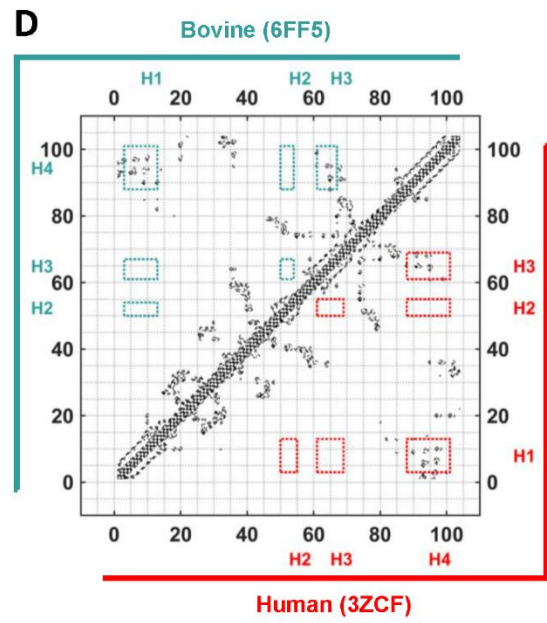 D
Bovine (6FF5)
H1 H2 H3
0 20 40 60 80 100
H4 100 100
80 80
H3 60 60 H3
H2 H2
40 40
20 20
H1
0 0
0 20 40 60 80 100
H2 H3 H4
Human (3ZCF)